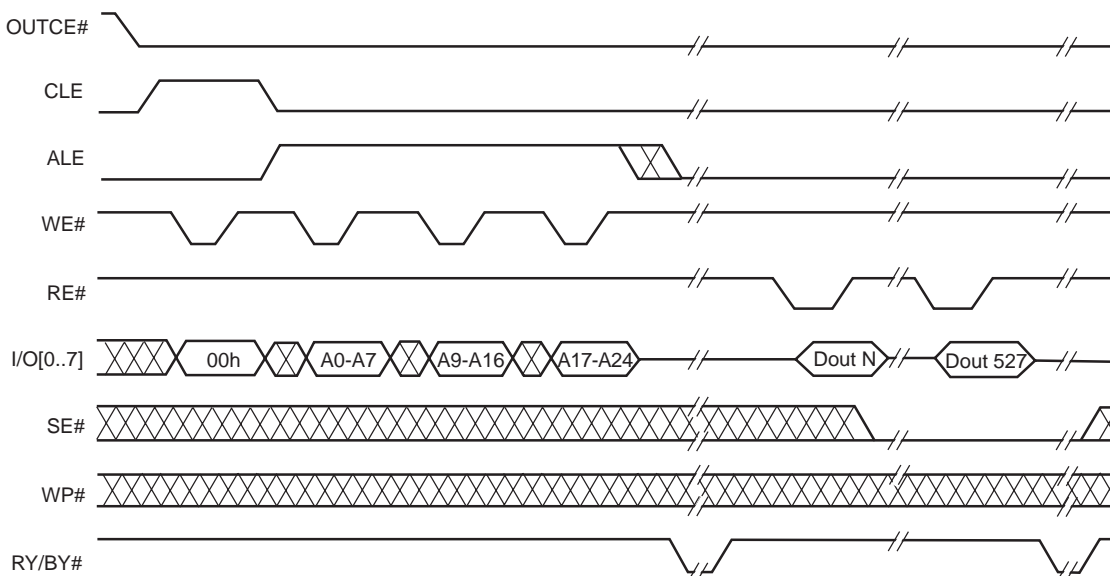 OUTCE#
CLE
ALE
WE#
RE#
I/O[0..7] 00h A0-A7 A9-A16 A17-A24 Dout N Dout 527
SE#
WP#
RY/BY#